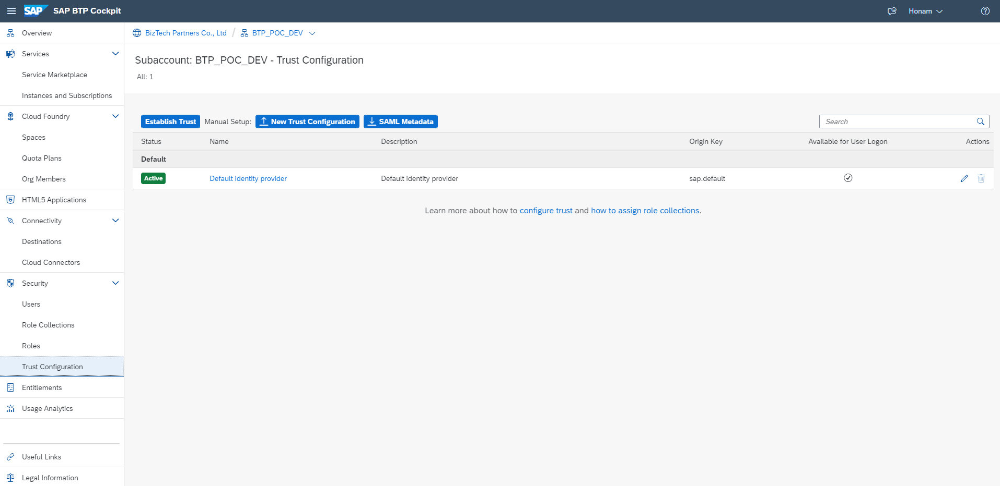 SAP SAP BTP Cockpit
Honam
Overview
Services
Service Marketplace
Instances and Subscriptions
Cloud Foundry
Spaces
Quota Plans
Org Members
HTML5 Applications
Connectivity
Destinations
Cloud Connectors
Security
Users
Role Collections
Roles
Trust Configuration
Entitlements
Usage Analytics
Useful Links
Legal Information
BizTech Partners Co., Ltd / BTP_POC_DEV
Subaccount: BTP_POC_DEV - Trust Configuration
All: 1
Establish Trust Manual Setup: New Trust Configuration SAML Metadata Search
Status Name Description Origin Key Available for User Logon Actions
Default
Active Default identity provider Default identity provider sap.default
Learn more about how to configure trust and how to assign role collections.